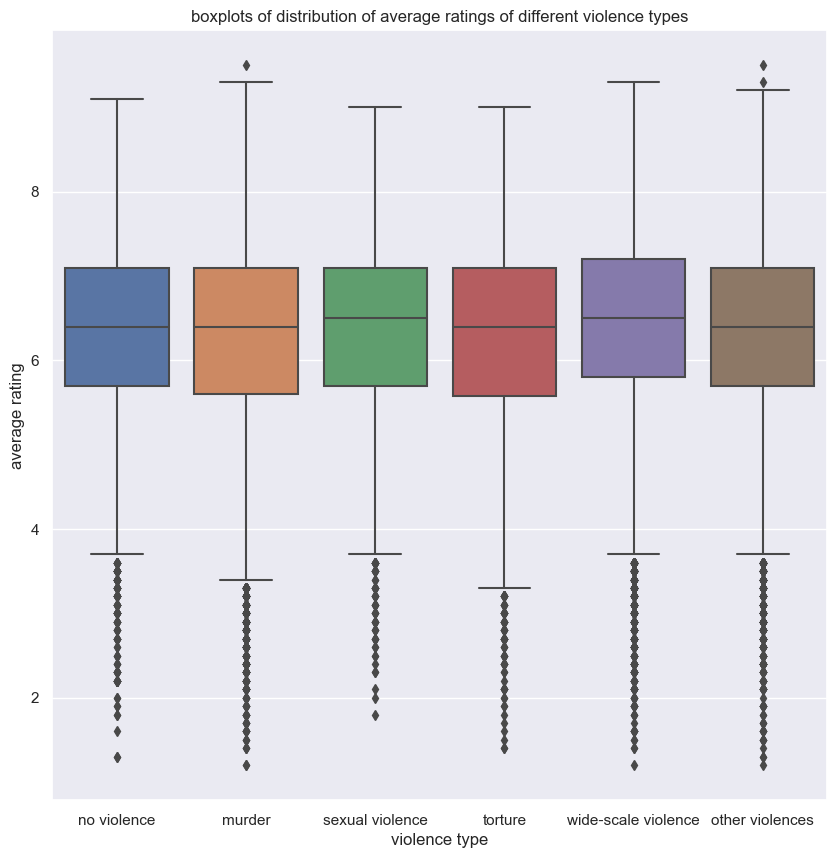 boxplots of distribution of average ratings of different violence types
average rating
8
6
4
2
no violence murder sexual violence torture wide-scale violence other violences
violence type